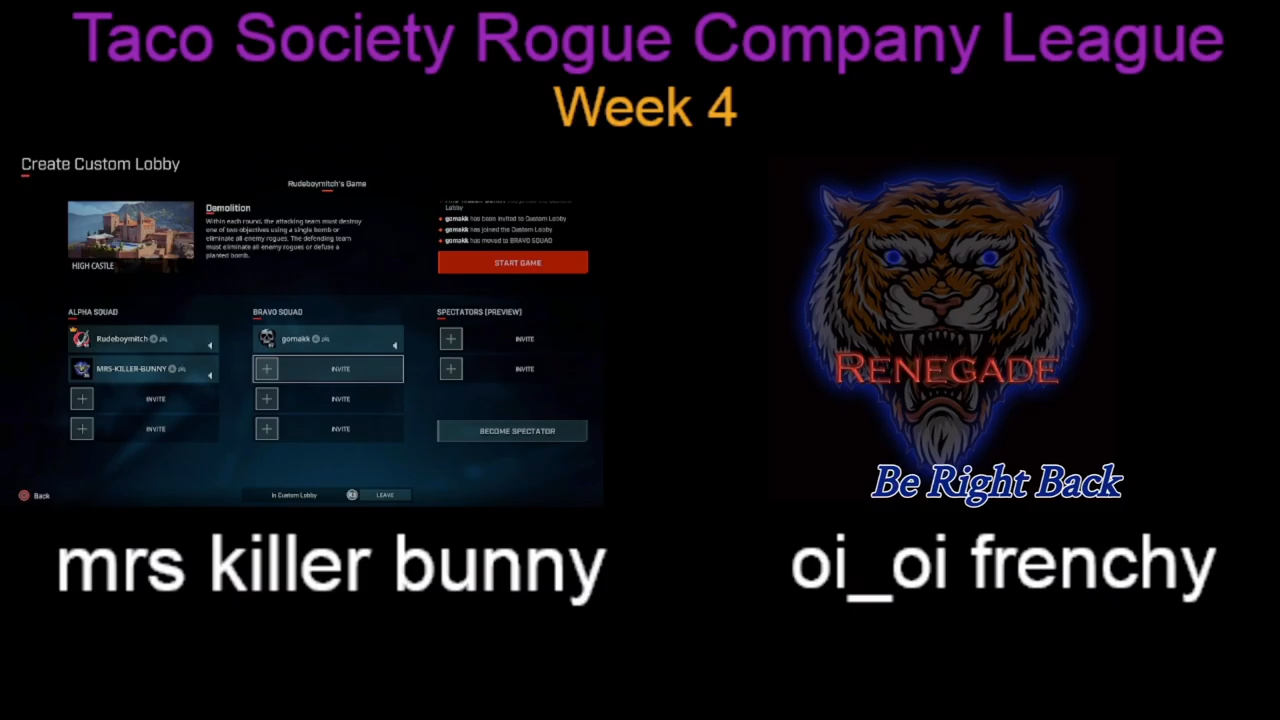 Taco Society Rogue Company League
Week 4
Create Custom Lobby
Rudeboymitch's Game
HIGH CASTLE
Demolition
Within each round, the attacking team must destroy
one of two objectives using a single bomb or
eliminate all enemy rogues. The defending team
must eliminate all enemy rogues or defuse a
planted bomb.
Lobby
gomakk has been invited to Custom Lobby
gomakk has joined the Custom Lobby
gomakk has moved to BRAVO SQUAD
START GAME
ALPHA SQUAD
Rudeboymitch
MRS-KILLER-BUNNY
INVITE
INVITE
BRAVO SQUAD
gomakk
INVITE
INVITE
INVITE
SPECTATORS (PREVIEW)
INVITE
INVITE
BECOME SPECTATOR
Back
In Custom Lobby
LEAVE
RENEGADE
Be Right Back
mrs killer bunny
oi_oi frenchy